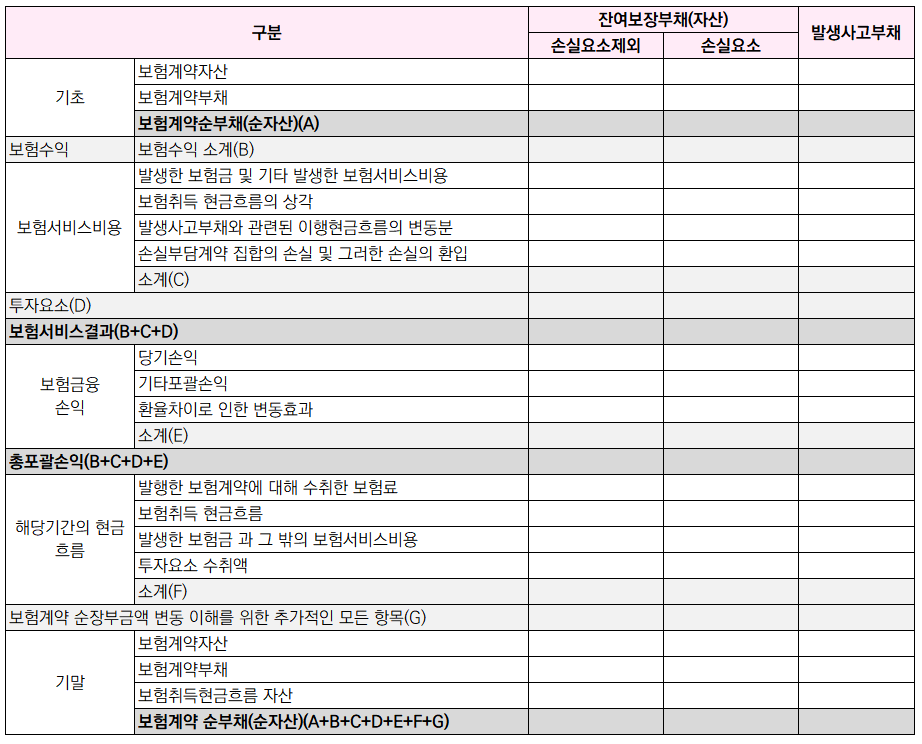 구분
잔여보장부채(자산)
발생사고부채
손실요소제외
손실요소
기초
보험계약자산
보험계약부채
보험계약순부채(순자산)(A)
보험수익
보험수익 소계(B)
보험서비스비용
발생한 보험금 및 기타 발생한 보험서비스비용
보험취득 현금흐름의 상각
발생사고부채와 관련된 이행현금흐름의 변동분
손실부담계약 집합의 손실 및 그러한 손실의 환입
소계(C)
투자요소(D)
보험서비스결과(B+C+D)
보험금융
손익
당기손익
기타포괄손익
환율차이로 인한 변동효과
소계(E)
총포괄손익(B+C+D+E)
해당기간의 현금
흐름
발행한 보험계약에 대해 수취한 보험료
보험취득 현금흐름
발생한 보험금 과 그 밖의 보험서비스비용
투자요소 수취액
소계(F)
보험계약 순장부금액 변동 이해를 위한 추가적인 모든 항목(G)
기말
보험계약자산
보험계약부채
보험취득현금흐름 자산
보험계약 순부채(순자산)(A+B+C+D+E+F+G)